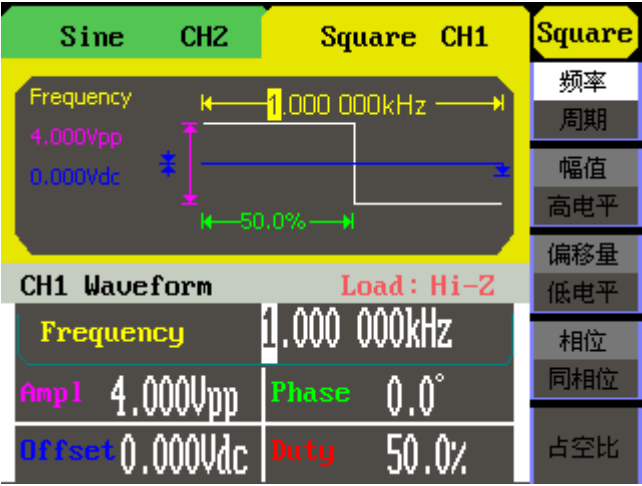 Sine CH2
Square CH1
Square
Frequency
1.000 000kHz
4.000Vpp
0.000Vdc
50.0%
CH1 Waveform
Load: Hi-Z
Frequency
1.000 000kHz
Ampl 4.000Vpp
Phase 0.0°
Offset 0.000Vdc
Duty 50.0%
频率
周期
幅值
高电平
偏移量
低电平
相位
同相位
占空比